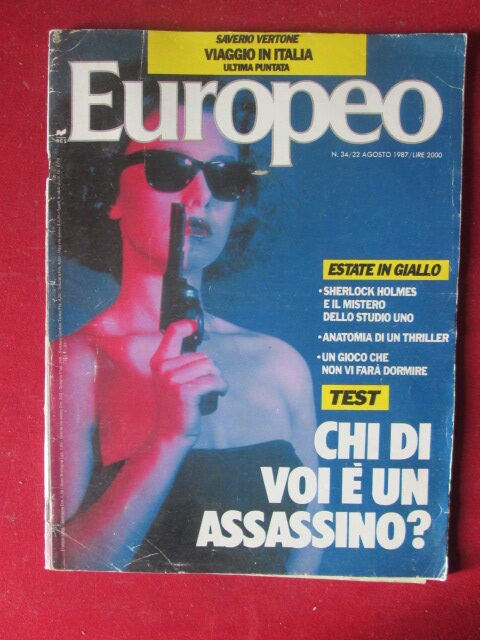 SAVERIO VERTONE
VIAGGIO IN ITALIA
ULTIMA PUNTATA
Europeo
N. 34/22 AGOSTO 1987/LIRE 2000
ESTATE IN GIALLO
• SHERLOCK HOLMES
E IL MISTERO
DELLO STUDIO UNO
• ANATOMIA DI UN THRILLER
• UN GIOCO CHE
NON VI FARÀ DORMIRE
TEST
CHI DI
VOI È UN
ASSASSINO?